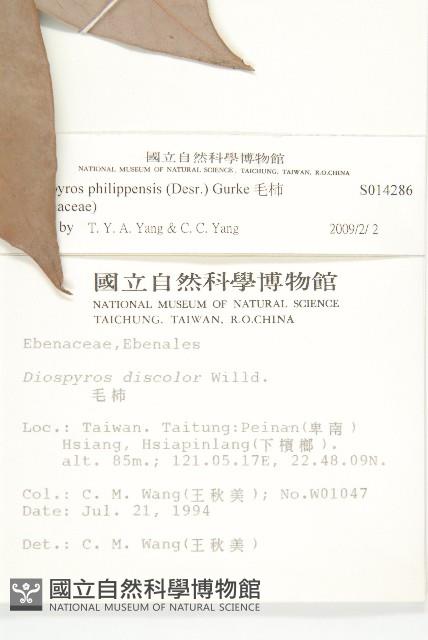 國立自然科學博物館
NATIONAL MUSEUM OF NATURAL SCIENCE, TAICHUNG, TAIWAN, R.O.CHINA
pyros philippensis (Desr.) Gurke 毛柿 S014286
aceae)
by T. Y. A. Yang & C. C. Yang 2009/2/2
國立自然科學博物館
NATIONAL MUSEUM OF NATURAL SCIENCE
TAICHUNG, TAIWAN, R.O.CHINA
Ebenaceae,Ebenales
Diospyros discolor Willd.
毛柿
Loc.: Taiwan. Taitung:Peinan(卑南)
Hsiang, Hsiapinlang(下檳榔).
alt. 85m.; 121.05.17E, 22.48.09N.
Col.: C. M. Wang(王秋美); No.W01047
Date: Jul. 21, 1994
Det.: C. M. Wang(王秋美)
國立自然科學博物館
NATIONAL MUSEUM OF NATURAL SCIENCE